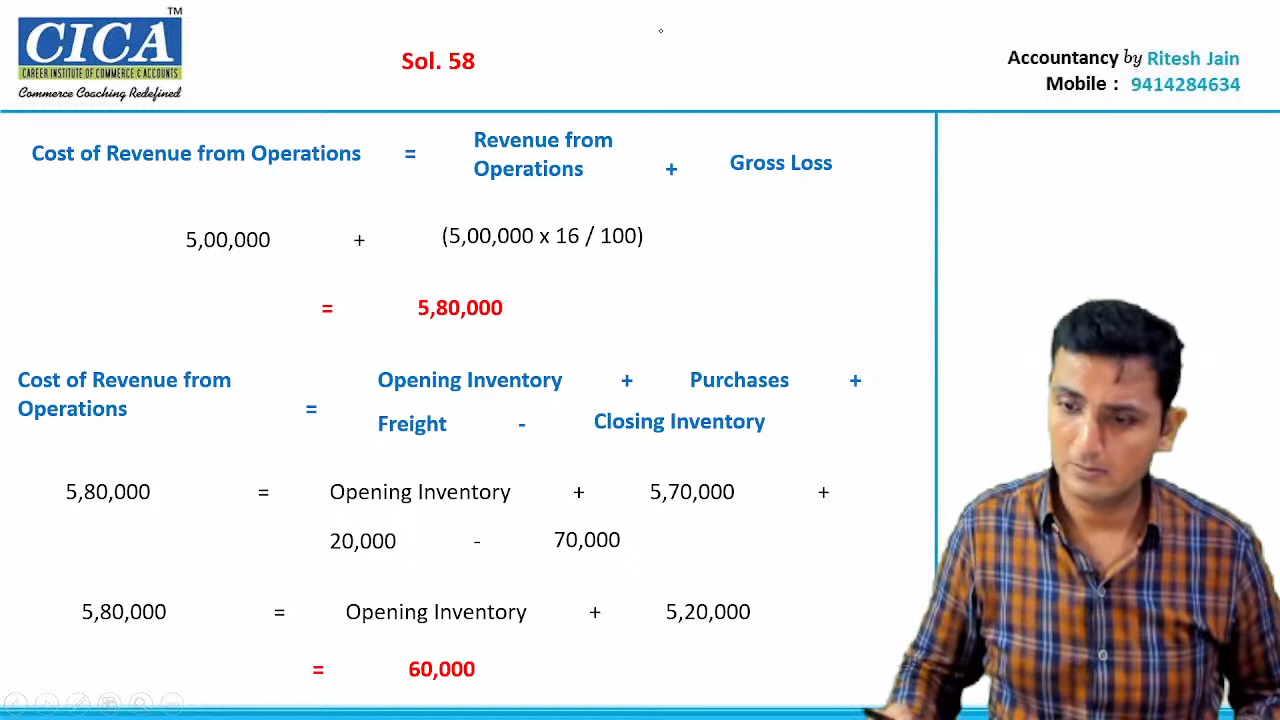 TM
CICA
CAREER INSTITUTE OF COMMERCE & ACCOUNTS
Commerce Coaching Redefined
Sol. 58
Accountancy by Ritesh Jain
Mobile : 9414284634
Cost of Revenue from Operations = Revenue from Operations + Gross Loss
5,00,000 + (5,00,000 x 16 / 100)
= 5,80,000
Cost of Revenue from Operations = Opening Inventory + Purchases +
Freight - Closing Inventory
5,80,000 = Opening Inventory + 5,70,000 +
20,000 - 70,000
5,80,000 = Opening Inventory + 5,20,000
= 60,000